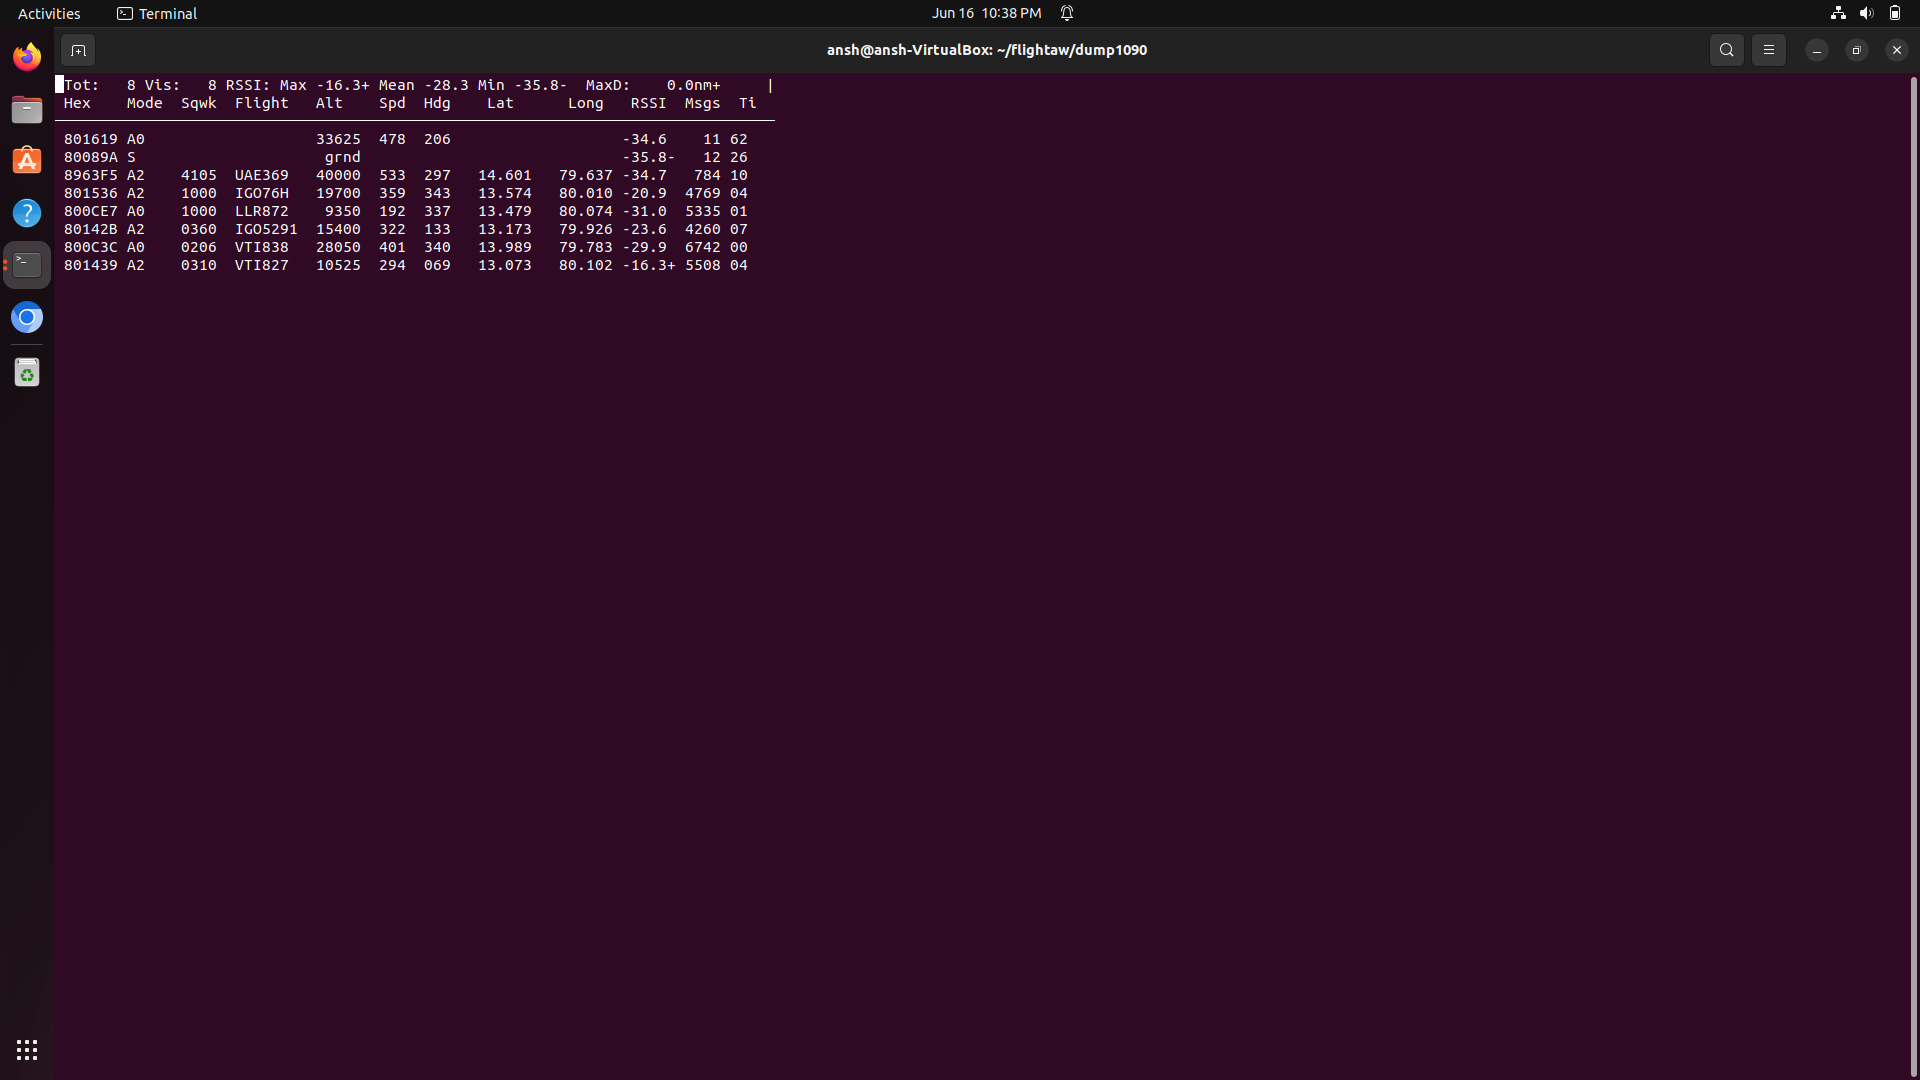 Activities Terminal Jun 16 10:38 PM
ansh@ansh-VirtualBox: ~/flightaw/dump1090
Tot:   8 Vis:   8 RSSI: Max -16.3+ Mean -28.3 Min -35.8-  MaxD:    0.0nm+     |
Hex    Mode  Sqwk  Flight   Alt    Spd  Hdg    Lat      Long   RSSI  Msgs  Ti
801619 A0                   33625  478  206                   -34.6    11 62
80089A S                     grnd                             -35.8-   12 26
8963F5 A2    4105  UAE369   40000  533  297   14.601   79.637 -34.7   784 10
801536 A2    1000  IGO76H   19700  359  343   13.574   80.010 -20.9  4769 04
800CE7 A0    1000  LLR872    9350  192  337   13.479   80.074 -31.0  5335 01
80142B A2    0360  IGO5291  15400  322  133   13.173   79.926 -23.6  4260 07
800C3C A0    0206  VTI838   28050  401  340   13.989   79.783 -29.9  6742 00
801439 A2    0310  VTI827   10525  294  069   13.073   80.102 -16.3+ 5508 04